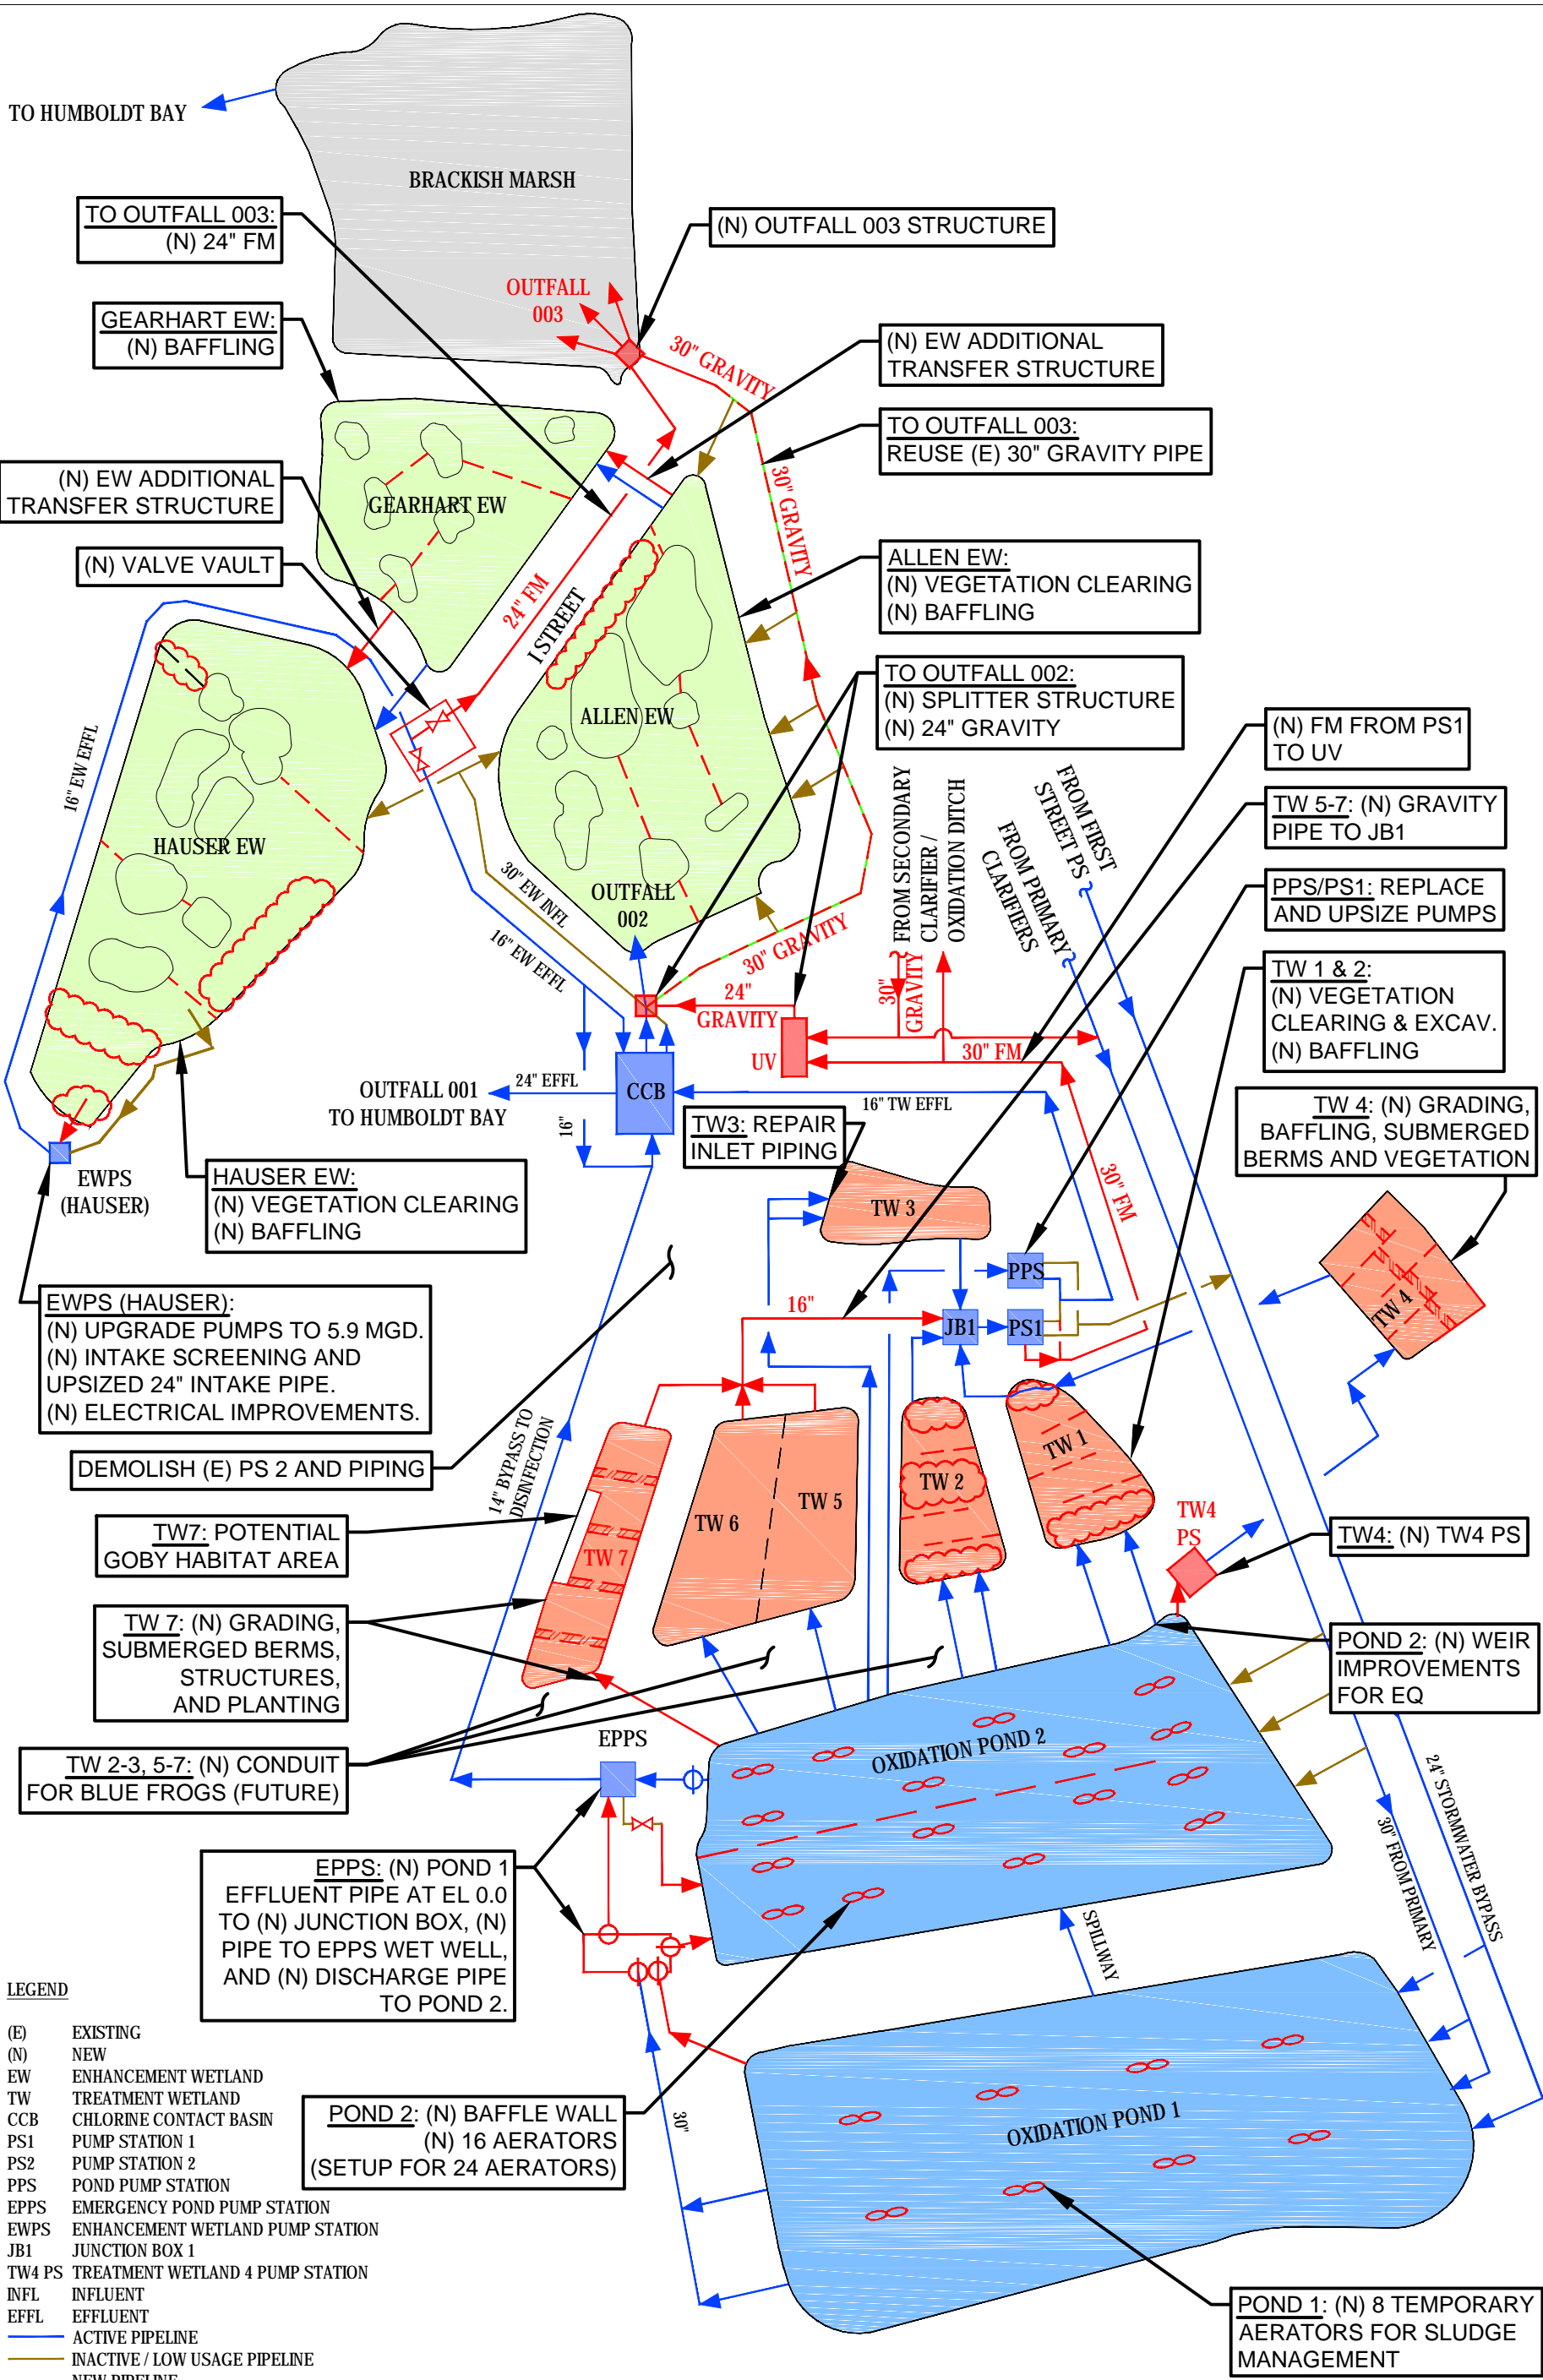 TO HUMBOLDT BAY
BRACKISH MARSH
TO OUTFALL 003:
(N) 24" FM
(N) OUTFALL 003 STRUCTURE
OUTFALL
003
GEARHART EW:
(N) BAFFLING
30" GRAVITY
(N) EW ADDITIONAL
TRANSFER STRUCTURE
TO OUTFALL 003:
REUSE (E) 30" GRAVITY PIPE
(N) EW ADDITIONAL
TRANSFER STRUCTURE
GEARHART EW
30" GRAVITY
(N) VALVE VAULT
24" FM
I STREET
ALLEN EW:
(N) VEGETATION CLEARING
(N) BAFFLING
TO OUTFALL 002:
(N) SPLITTER STRUCTURE
(N) 24" GRAVITY
ALLEN EW
16" EW EFFL
HAUSER EW
(N) FM FROM PS1
TO UV
FROM SECONDARY
CLARIFIER /
OXIDATION DITCH
FROM PRIMARY
CLARIFIERS
FROM FIRST
STREET PS
TW 5-7: (N) GRAVITY
PIPE TO JB1
30" EW INFL
16" EW EFFL
OUTFALL
002
30" GRAVITY
PPS/PS1: REPLACE
AND UPSIZE PUMPS
24"
GRAVITY
30"
GRAVITY
UV
30" FM
TW 1 & 2:
(N) VEGETATION
CLEARING & EXCAV.
(N) BAFFLING
OUTFALL 001
TO HUMBOLDT BAY
24" EFFL
CCB
16" TW EFFL
16"
TW3: REPAIR
INLET PIPING
TW 4: (N) GRADING,
BAFFLING, SUBMERGED
BERMS AND VEGETATION
EWPS
(HAUSER)
HAUSER EW:
(N) VEGETATION CLEARING
(N) BAFFLING
TW 3
30" FM
PPS
TW 4
EWPS (HAUSER):
(N) UPGRADE PUMPS TO 5.9 MGD.
(N) INTAKE SCREENING AND
UPSIZED 24" INTAKE PIPE.
(N) ELECTRICAL IMPROVEMENTS.
16"
JB1
PS1
DEMOLISH (E) PS 2 AND PIPING
14" BYPASS TO
DISINFECTION
TW 1
TW 2
TW 5
TW 6
TW 7
TW4
PS
TW4: (N) TW4 PS
TW7: POTENTIAL
GOBY HABITAT AREA
TW 7: (N) GRADING,
SUBMERGED BERMS,
STRUCTURES,
AND PLANTING
POND 2: (N) WEIR
IMPROVEMENTS
FOR EQ
EPPS
OXIDATION POND 2
TW 2-3, 5-7: (N) CONDUIT
FOR BLUE FROGS (FUTURE)
24" STORMWATER BYPASS
30" FROM PRIMARY
EPPS: (N) POND 1
EFFLUENT PIPE AT EL 0.0
TO (N) JUNCTION BOX, (N)
PIPE TO EPPS WET WELL,
AND (N) DISCHARGE PIPE
TO POND 2.
SPILLWAY
POND 2: (N) BAFFLE WALL
(N) 16 AERATORS
(SETUP FOR 24 AERATORS)
30"
OXIDATION POND 1
POND 1: (N) 8 TEMPORARY
AERATORS FOR SLUDGE
MANAGEMENT
LEGEND
(E) EXISTING
(N) NEW
EW ENHANCEMENT WETLAND
TW TREATMENT WETLAND
CCB CHLORINE CONTACT BASIN
PS1 PUMP STATION 1
PS2 PUMP STATION 2
PPS POND PUMP STATION
EPPS EMERGENCY POND PUMP STATION
EWPS ENHANCEMENT WETLAND PUMP STATION
JB1 JUNCTION BOX 1
TW4 PS TREATMENT WETLAND 4 PUMP STATION
INFL INFLUENT
EFFL EFFLUENT
ACTIVE PIPELINE
INACTIVE / LOW USAGE PIPELINE
NEW PIPELINE